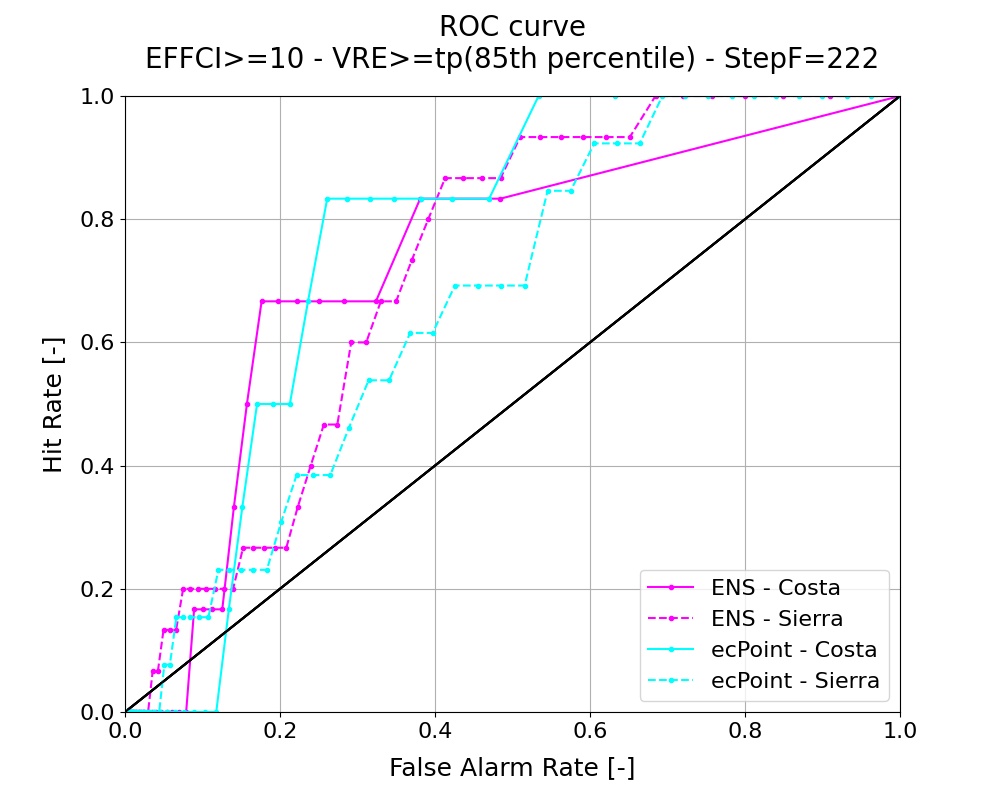 ROC curve
EFFCI>=10 - VRE>=tp(85th percentile) - StepF=222
1.0
0.8
0.6
0.4
0.2
0.0
Hit Rate [-]
ENS - Costa
ENS - Sierra
ecPoint - Costa
ecPoint - Sierra
0.0 0.2 0.4 0.6 0.8 1.0
False Alarm Rate [-]